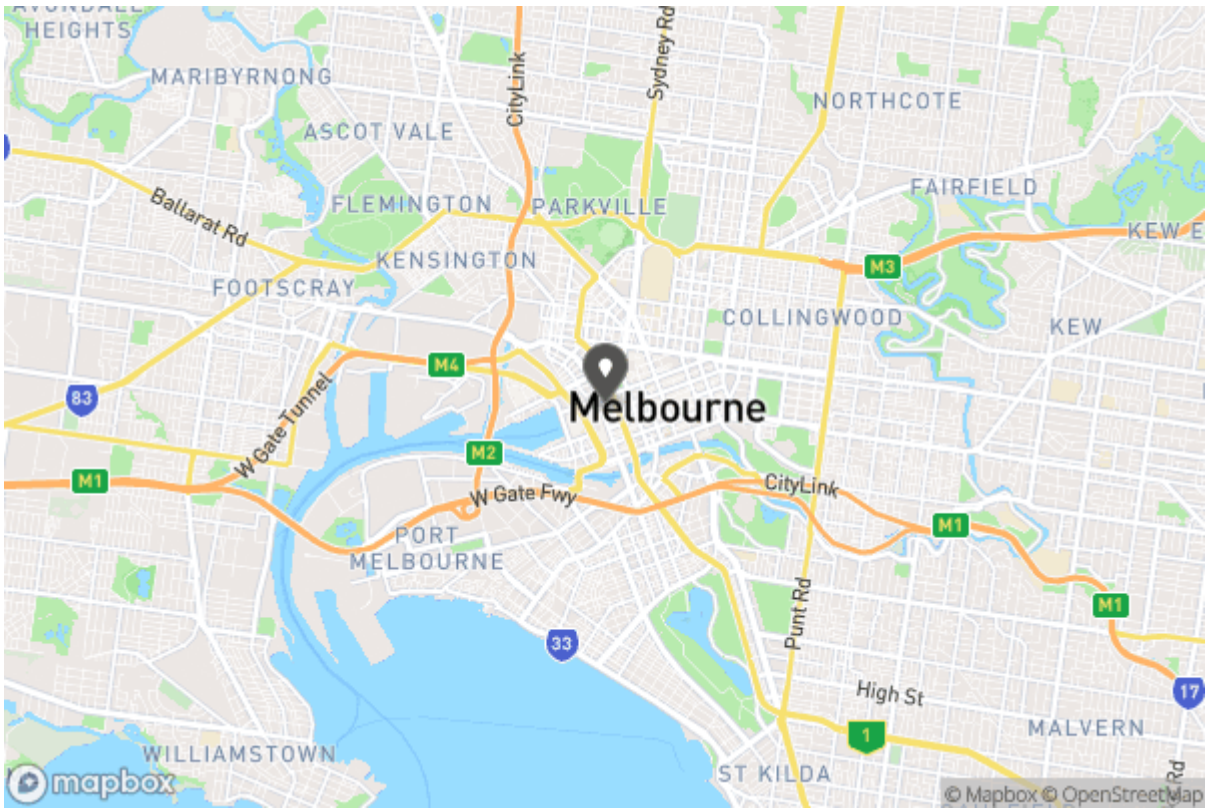 AVONDALE
HEIGHTS
MARIBYRNONG
CityLink
Sydney Rd
NORTHCOTE
ASCOT VALE
FAIRFIELD
Ballarat Rd
FLEMINGTON
PARKVILLE
KEW E
KENSINGTON
M3
FOOTSCRAY
COLLINGWOOD
KEW
M4
83
Melbourne
W Gate Tunnel
M2
M1
CityLink
W Gate Fwy
M1
PORT
MELBOURNE
M1
Punt Rd
33
High St
17
MALVERN
1
WILLIAMSTOWN
ST KILDA
Rd
mapbox
© Mapbox © OpenStreetMap